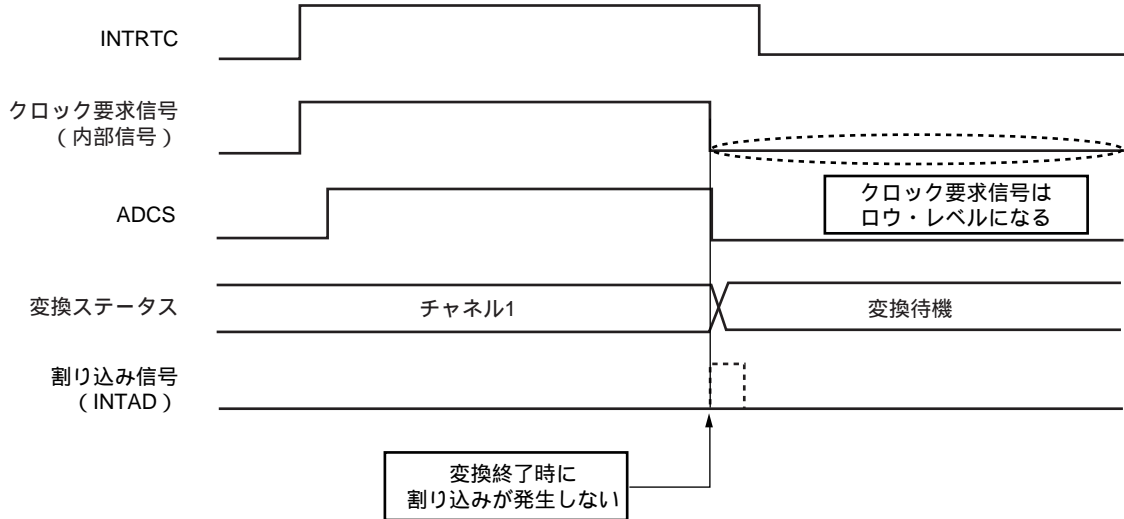 INTRTC
クロック要求信号
（内部信号）
クロック要求信号は
ロウ・レベルになる
ADCS
変換ステータス
チャネル1
変換待機
割り込み信号
（INTAD）
変換終了時に
割り込みが発生しない